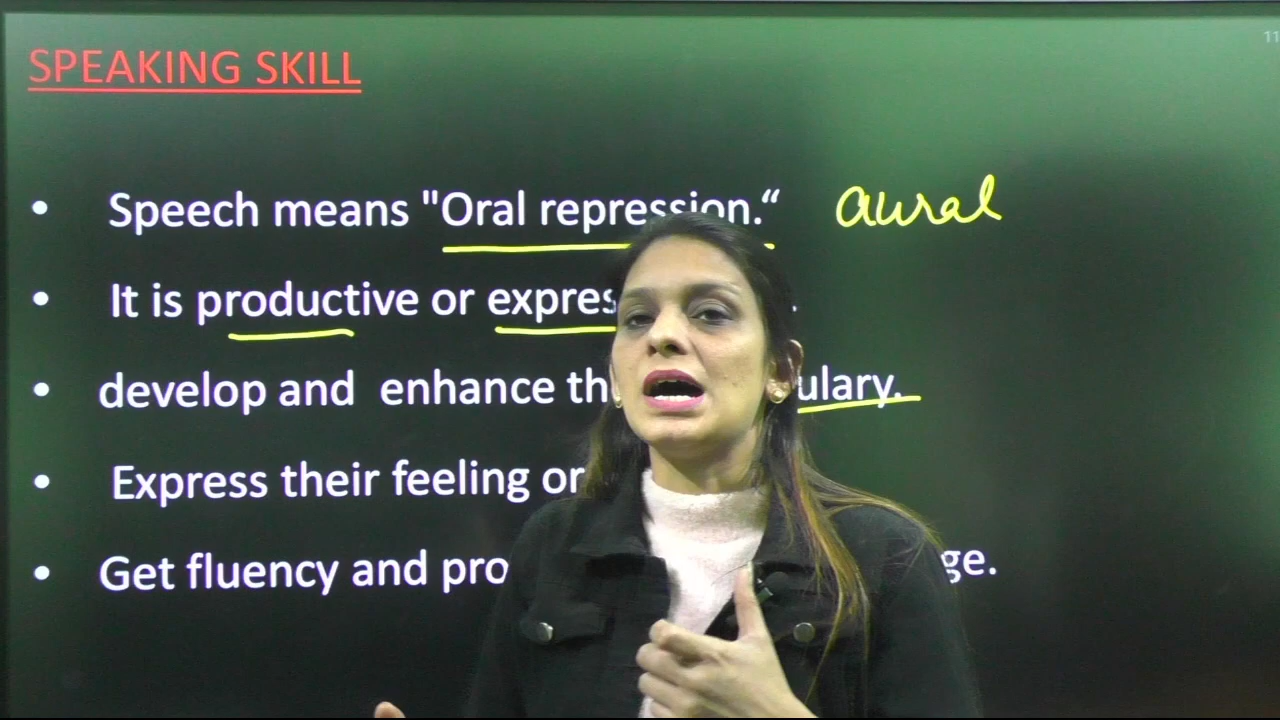 11
SPEAKING SKILL
• Speech means "Oral repression.“ aural
• It is productive or expres
• develop and enhance th ulary.
• Express their feeling or
• Get fluency and pro ge.